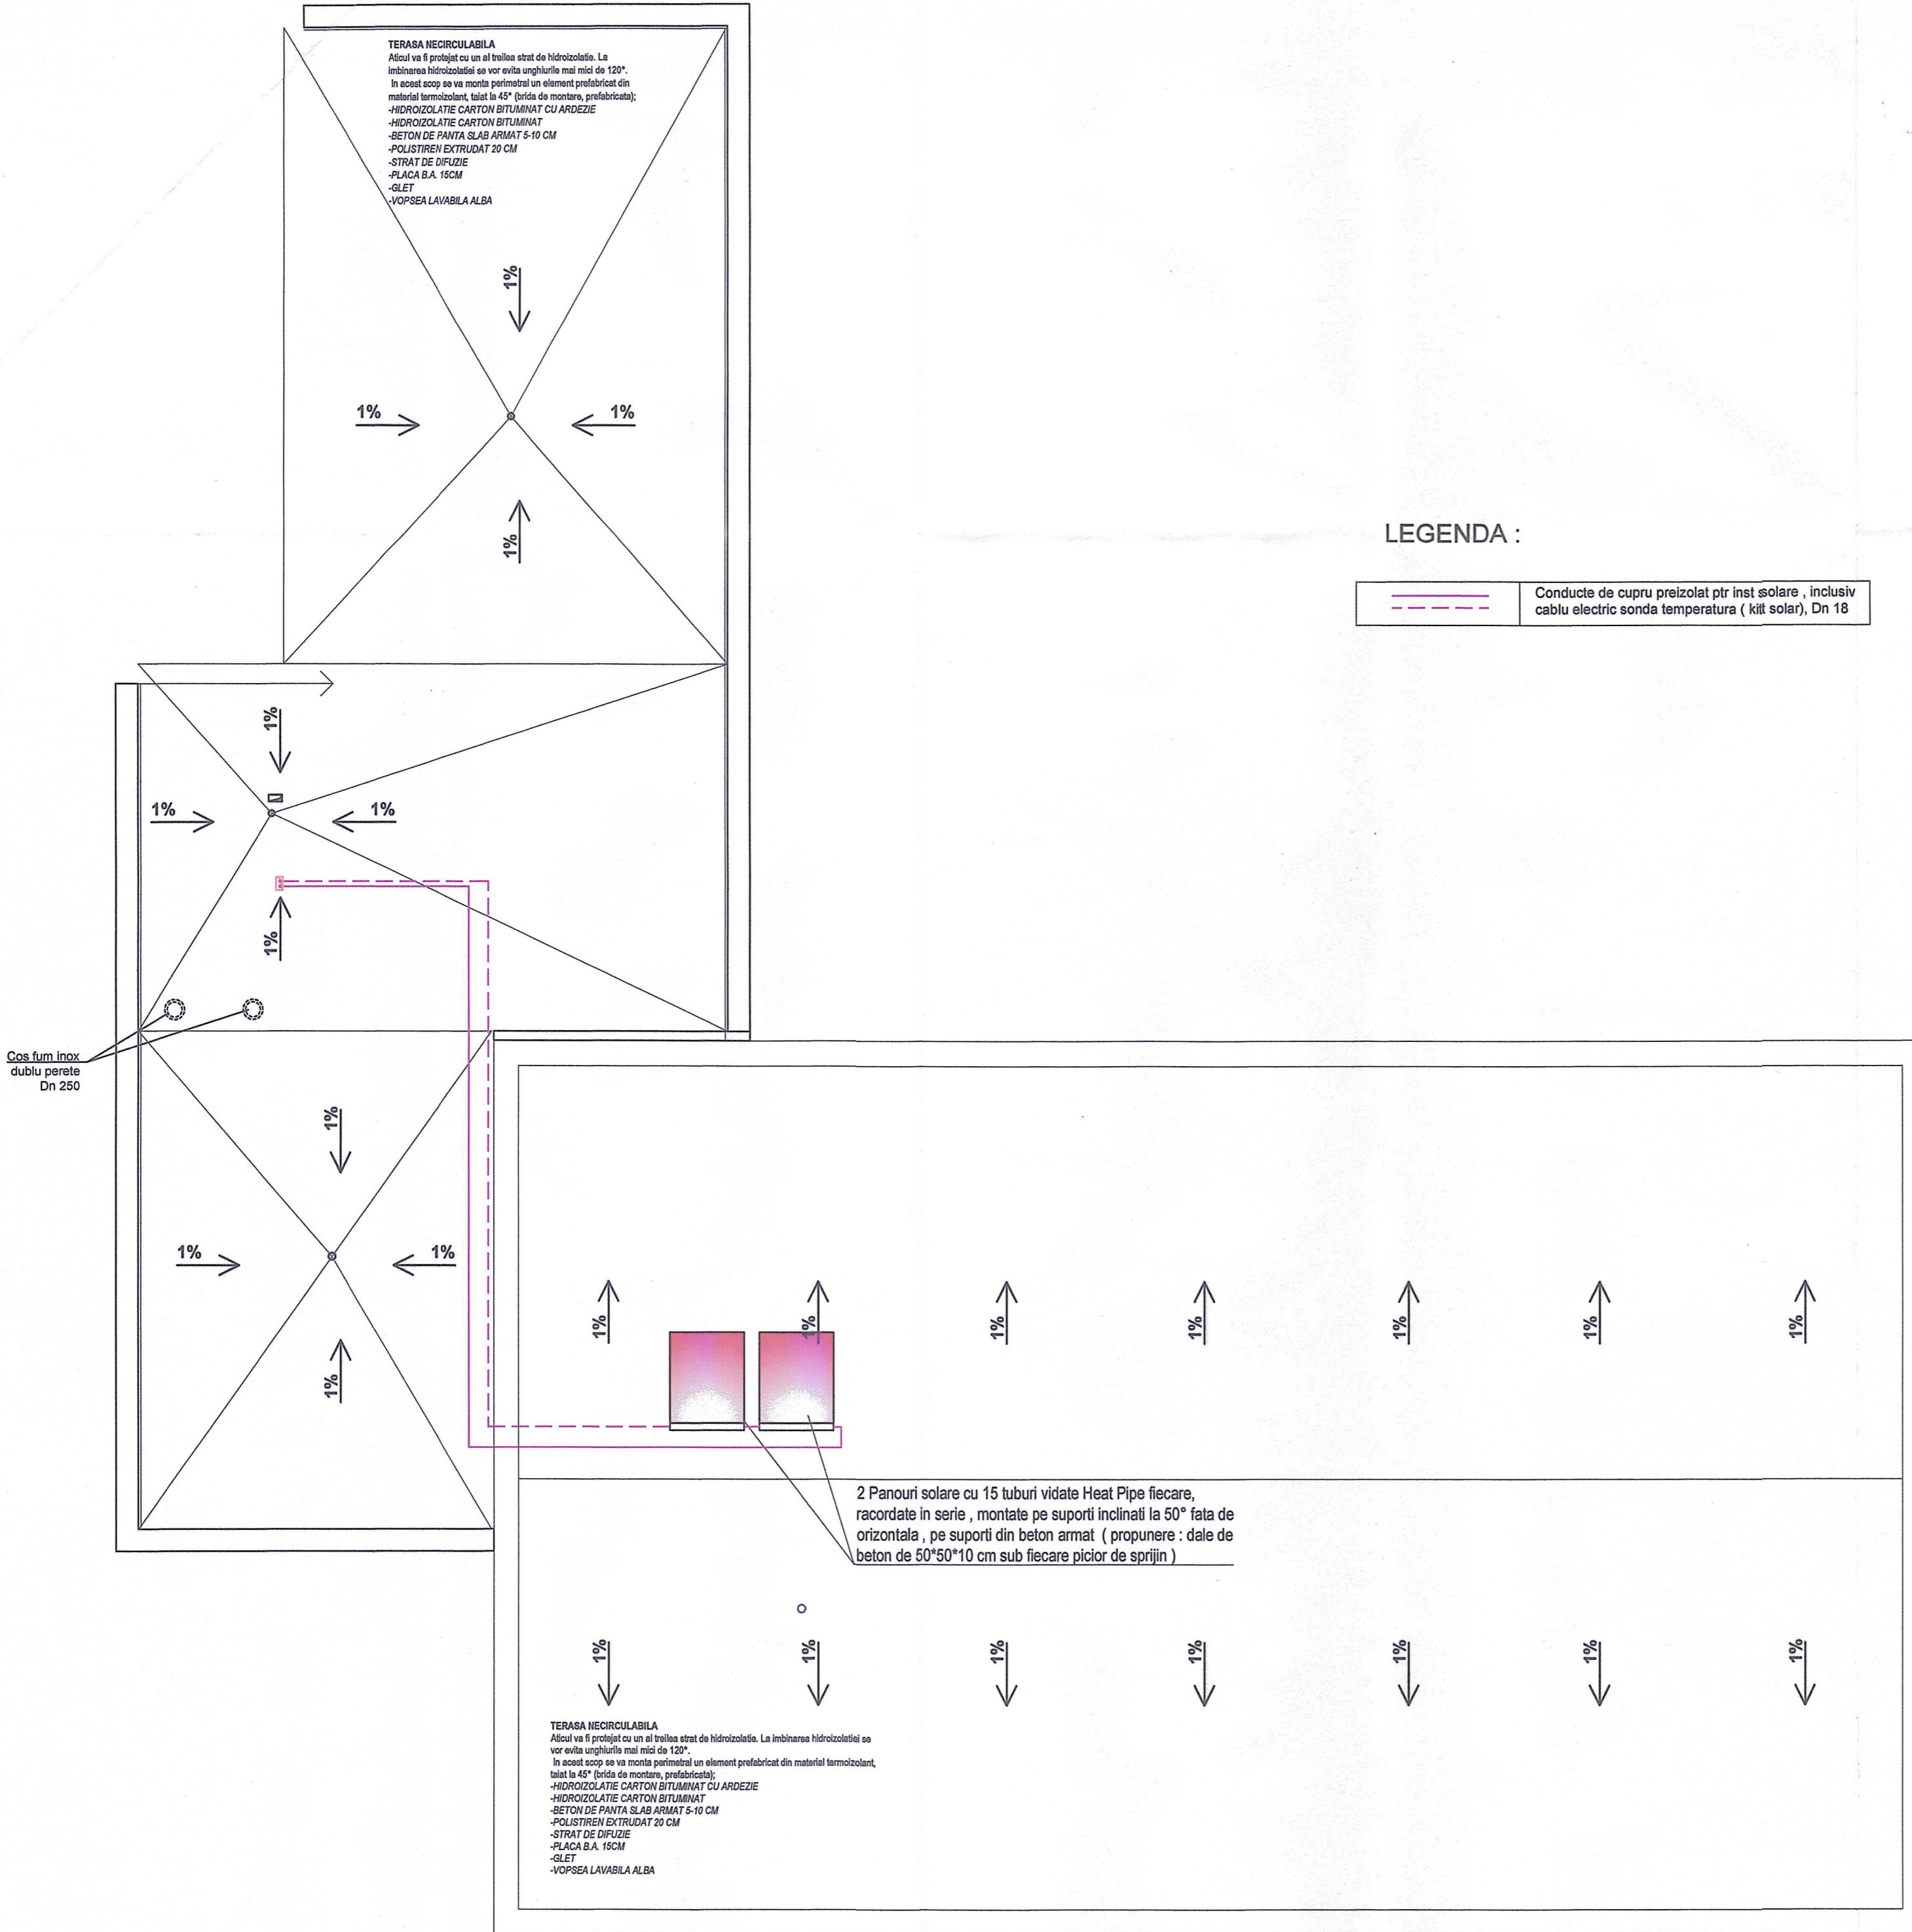 TERASA NECIRCULABILA
Aticul va fi protejat cu un al treilea strat de hidroizolatie. La
imbinarea hidroizolatiei se vor evita unghiurile mai mici de 120°.
In acest scop se va monta perimetral un element prefabricat din
material termoizolant, taiat la 45° (brida de montare, prefabricata);
-HIDROIZOLATIE CARTON BITUMINAT CU ARDEZIE
-HIDROIZOLATIE CARTON BITUMINAT
-BETON DE PANTA SLAB ARMAT 5-10 CM
-POLISTIREN EXTRUDAT 20 CM
-STRAT DE DIFUZIE
-PLACA B.A. 15CM
-GLET
-VOPSEA LAVABILA ALBA
1%
1%
1%
1%
LEGENDA :
Conducte de cupru preizolat ptr inst solare , inclusiv
cablu electric sonda temperatura ( kitt solar), Dn 18
1%
1%
1%
1%
Cos fum inox
dublu perete
Dn 250
1%
1%
1%
1%
1%
1%
1%
1%
1%
1%
1%
2 Panouri solare cu 15 tuburi vidate Heat Pipe fiecare,
racordate in serie , montate pe suporti inclinati la 50° fata de
orizontala , pe suporti din beton armat ( propunere : dale de
beton de 50*50*10 cm sub fiecare picior de sprijin )
1%
1%
1%
1%
1%
1%
1%
TERASA NECIRCULABILA
Aticul va fi protejat cu un al treilea strat de hidroizolatie. La imbinarea hidroizolatiei se
vor evita unghiurile mai mici de 120°.
In acest scop se va monta perimetral un element prefabricat din material termoizolant,
taiat la 45° (brida de montare, prefabricata);
-HIDROIZOLATIE CARTON BITUMINAT CU ARDEZIE
-HIDROIZOLATIE CARTON BITUMINAT
-BETON DE PANTA SLAB ARMAT 5-10 CM
-POLISTIREN EXTRUDAT 20 CM
-STRAT DE DIFUZIE
-PLACA B.A. 15CM
-GLET
-VOPSEA LAVABILA ALBA